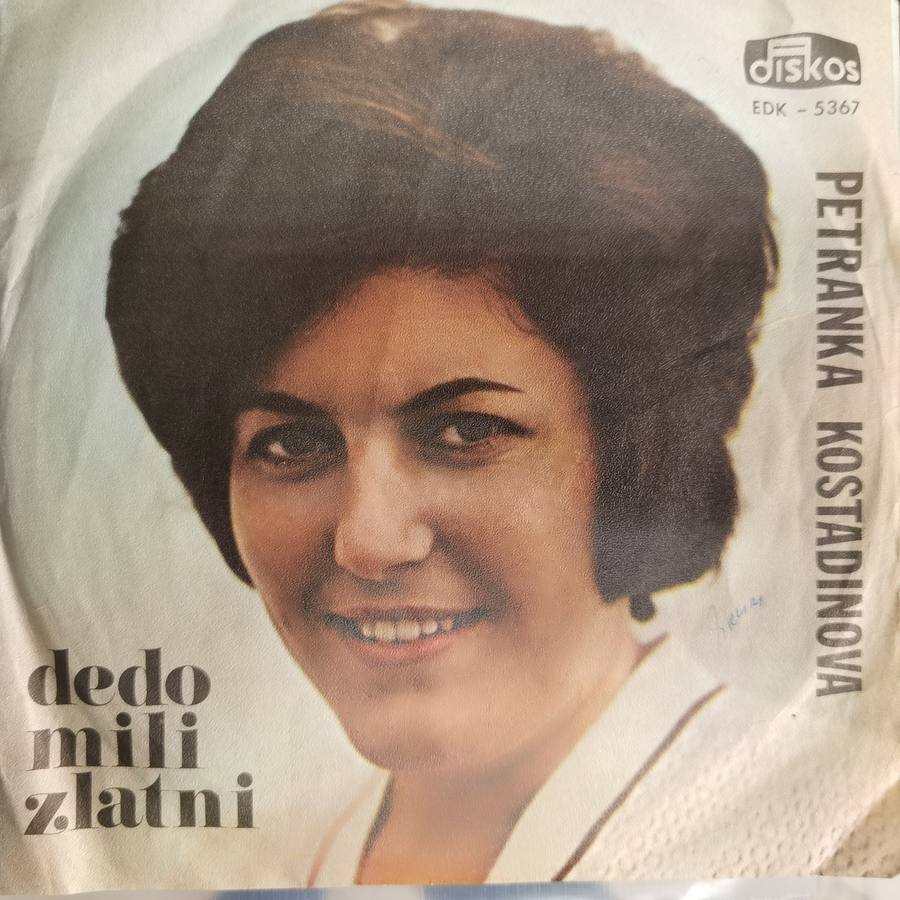 diskos
EDK - 5367
PETRANKA KOSTADINOVA
dedo
mili
zlatni